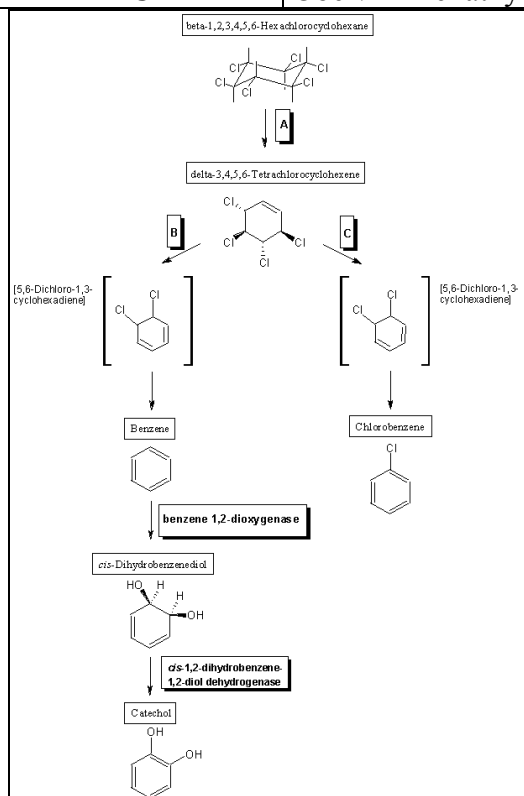 beta-1,2,3,4,5,6-Hexachlorocyclohexane
Cl
Cl
Cl
Cl
Cl
Cl
A
delta-3,4,5,6-Tetrachlorocyclohexene
Cl
Cl
Cl
Cl
B
C
[5,6-Dichloro-1,3-
cyclohexadiene]
Cl
Cl
Cl
Cl
[5,6-Dichloro-1,3-
cyclohexadiene]
Benzene
Chlorobenzene
Cl
benzene 1,2-dioxygenase
cis-Dihydrobenzenediol
HO
H
H
OH
cis-1,2-dihydrobenzene-
1,2-diol dehydrogenase
Catechol
OH
OH